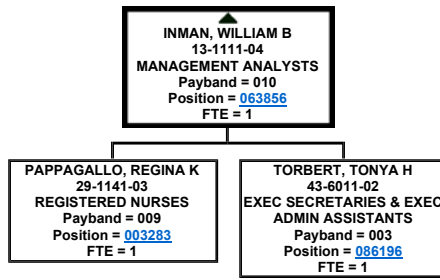 INMAN, WILLIAM B
13-1111-04
MANAGEMENT ANALYSTS
Payband = 010
Position = 063856
FTE = 1
PAPPAGALLO, REGINA K
29-1141-03
REGISTERED NURSES
Payband = 009
Position = 003283
FTE = 1
TORBERT, TONYA H
43-6011-02
EXEC SECRETARIES & EXEC
ADMIN ASSISTANTS
Payband = 003
Position = 086196
FTE = 1